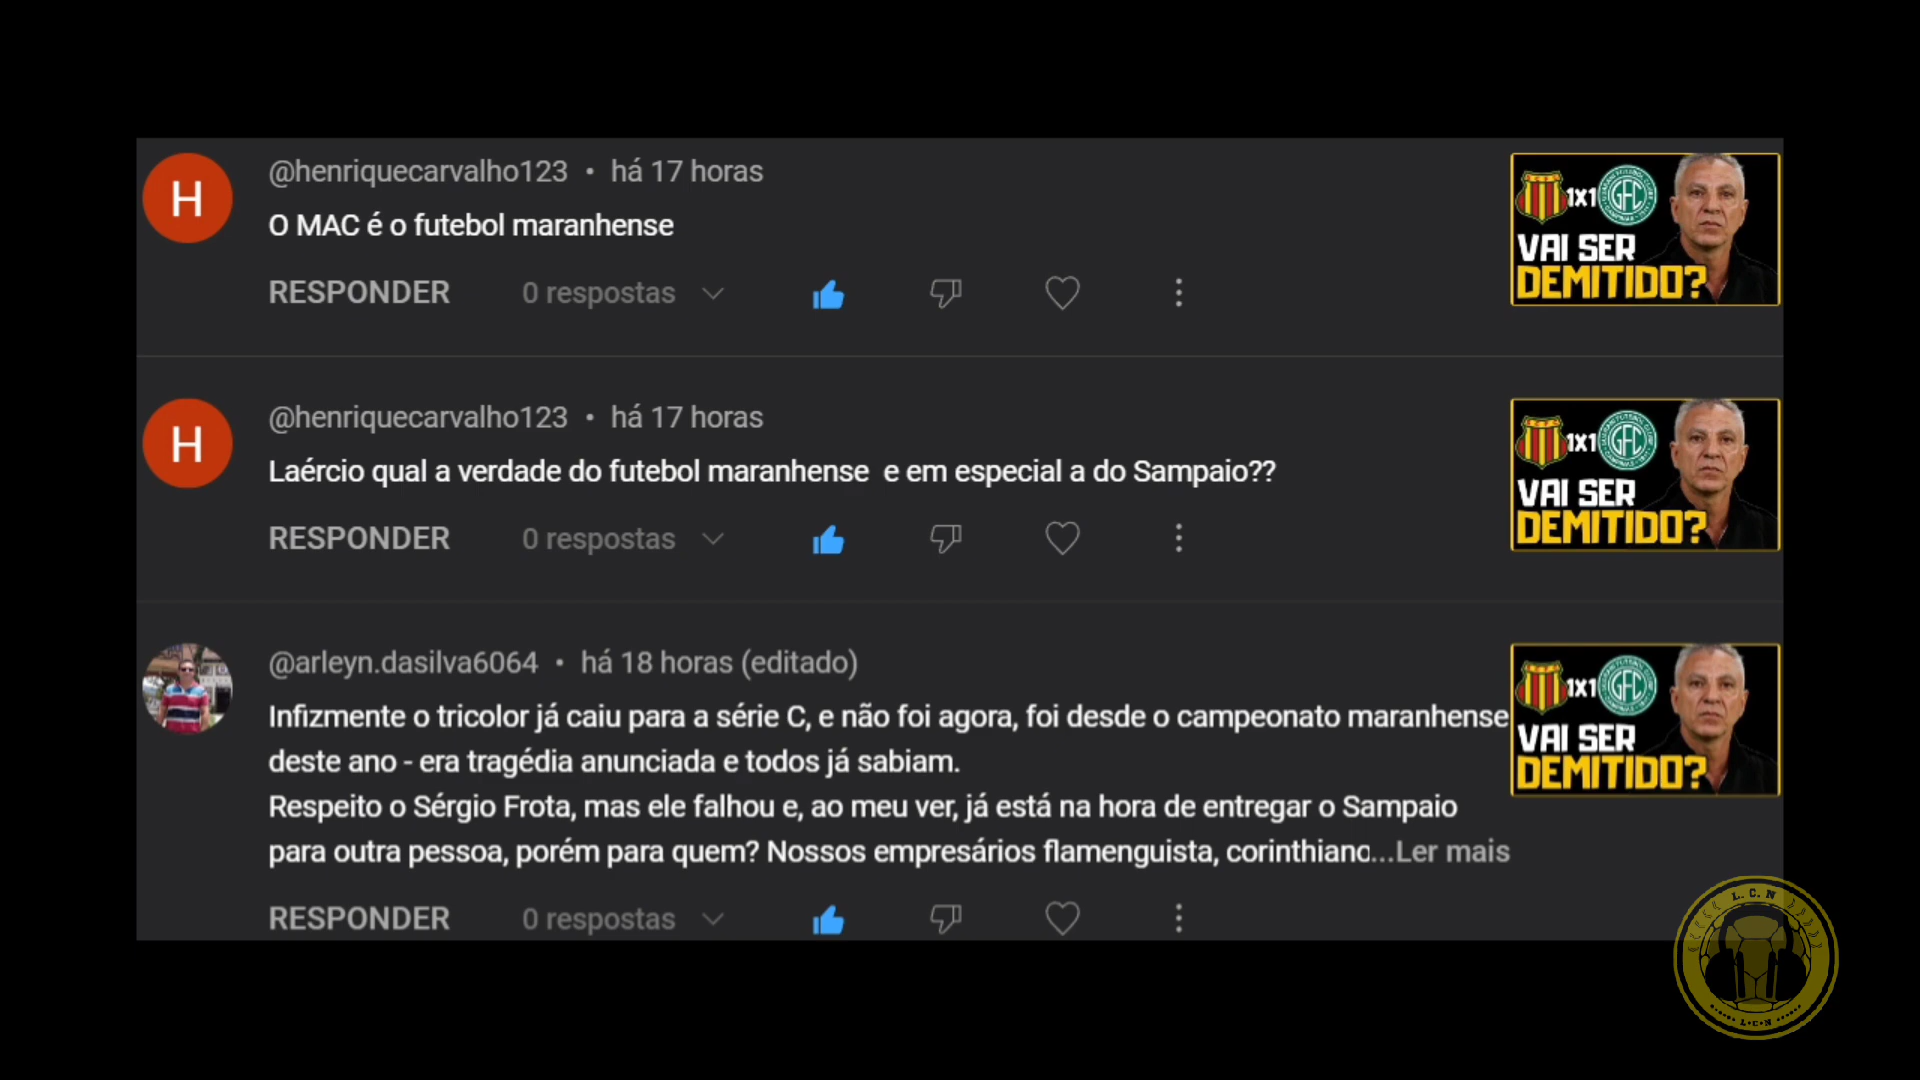 H
@henriquecarvalho123 • há 17 horas
O MAC é o futebol maranhense
RESPONDER 0 respostas
1x1
GFC
VAI SER
DEMITIDO?
H
@henriquecarvalho123 • há 17 horas
Laércio qual a verdade do futebol maranhense e em especial a do Sampaio??
RESPONDER 0 respostas
1x1
GFC
VAI SER
DEMITIDO?
@arleyn.dasilva6064 • há 18 horas (editado)
Infizmente o tricolor já caiu para a série C, e não foi agora, foi desde o campeonato maranhense
deste ano - era tragédia anunciada e todos já sabiam.
Respeito o Sérgio Frota, mas ele falhou e, ao meu ver, já está na hora de entregar o Sampaio
para outra pessoa, porém para quem? Nossos empresários flamenguista, corinthiano...Ler mais
RESPONDER 0 respostas
1x1
GFC
VAI SER
DEMITIDO?
L. C. N
L•C•N